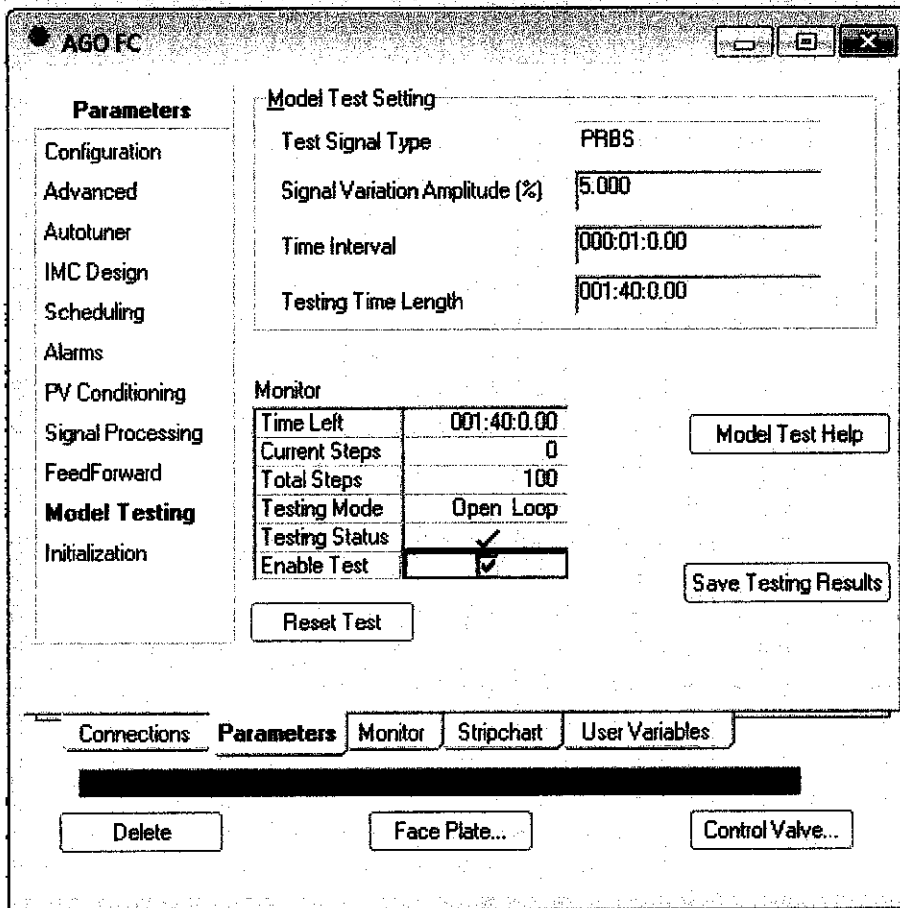 AGO FC
Parameters
Configuration
Advanced
Autotuner
IMC Design
Scheduling
Alarms
PV Conditioning
Signal Processing
FeedForward
Model Testing
Initialization
Model Test Setting
Test Signal Type PRBS
Signal Variation Amplitude (%) 5.000
Time Interval 000:01:0.00
Testing Time Length 001:40:0.00
Monitor
Time Left 001:40:0.00
Current Steps 0
Total Steps 100
Testing Mode Open Loop
Testing Status
Enable Test
Reset Test
Model Test Help
Save Testing Results
Connections Parameters Monitor Stripchart User Variables
Delete Face Plate... Control Valve...